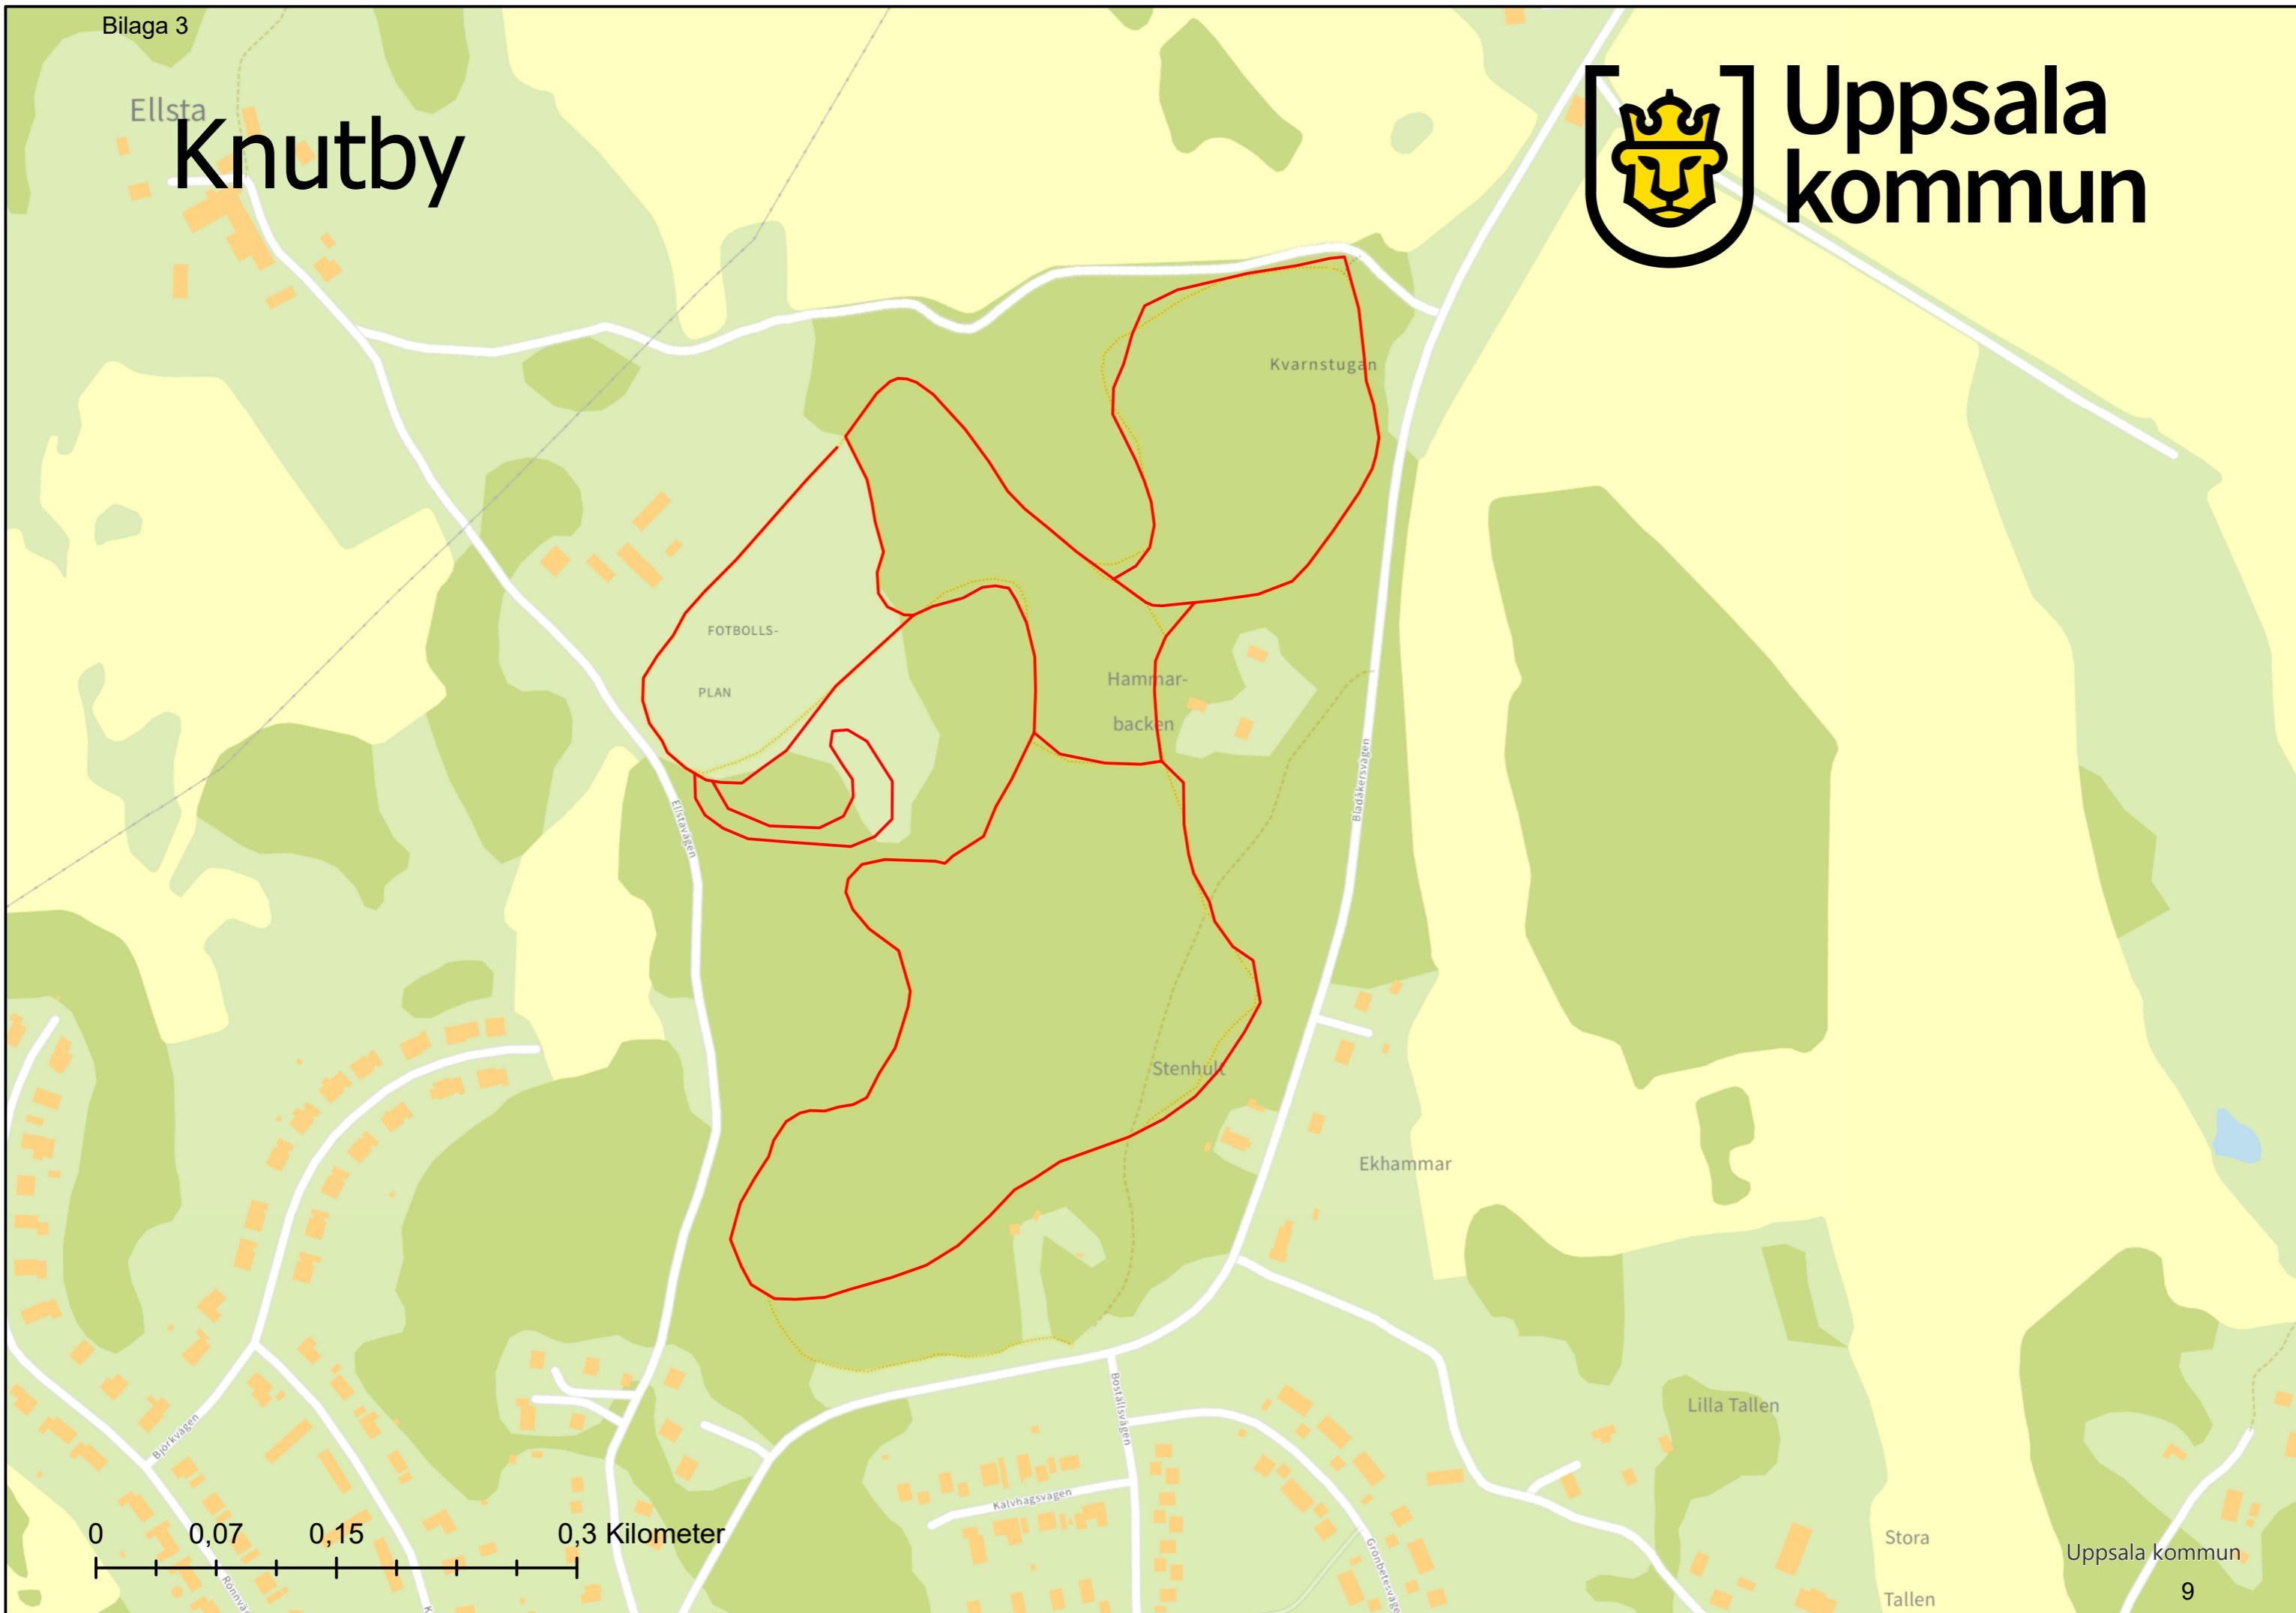 Bilaga 3
Ellsta
Knutby
Uppsala
kommun
Kvarnstugan
FOTBOLLS-
PLAN
Hammar-
backen
Bladåkersvägen
Ellstavägen
Stenhult
Ekhammar
Lilla Tallen
Björkvägen
Boställsvägen
Kalvhagsvägen
0 0,07 0,15 0,3 Kilometer
Stora
Tallen
Uppsala kommun
9